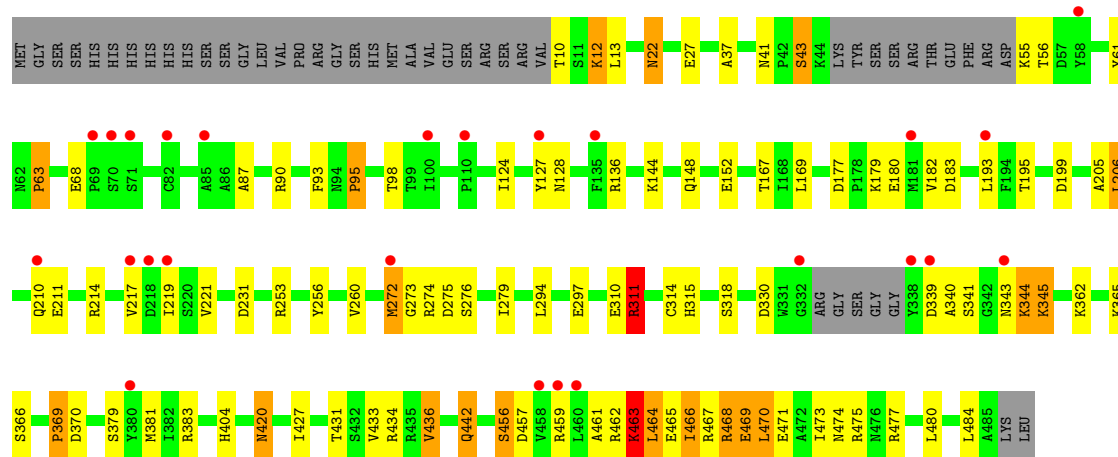 MET GLY SER SER HIS HIS HIS HIS HIS HIS SER SER GLY LEU VAL PRO ARG GLY SER HIS MET ALA VAL GLU SER ARG SER ARG VAL T10 S11 K12 L13 N22 E27 A37 N41 P42 S43 K44 LYS TYR SER SER ARG THR GLU PHE ARG ASP K55 T56 D57 Y58 Y61
N62 P63 E68 P69 S70 S71 C82 A85 A86 A87 R90 F93 N94 P95 T98 T99 I100 P110 I124 Y127 N128 F135 R136 K144 Q148 E152 T167 I168 L169 D177 P178 K179 E180 M181 V182 D183 L193 F194 T195 D199 A205 L206
Q210 E211 R214 V217 D218 I219 S220 V221 D231 R253 Y256 V260 M272 G273 R274 D275 S276 I279 L294 E297 E310 R311 C314 H315 S318 D330 W331 G332 ARG GLY SER GLY GLY Y338 D339 A340 S341 G342 N343 K344 K345 K362 K365
S366 P369 D370 S379 Y380 M381 I382 R383 H404 N420 I427 T431 S432 V433 R434 R435 V436 Q442 S456 D457 V458 R459 L460 A461 R462 K463 L464 E465 I466 R467 R468 E469 L470 E471 A472 I473 N474 R475 N476 R477 L480 L484 A485 LYS LEU